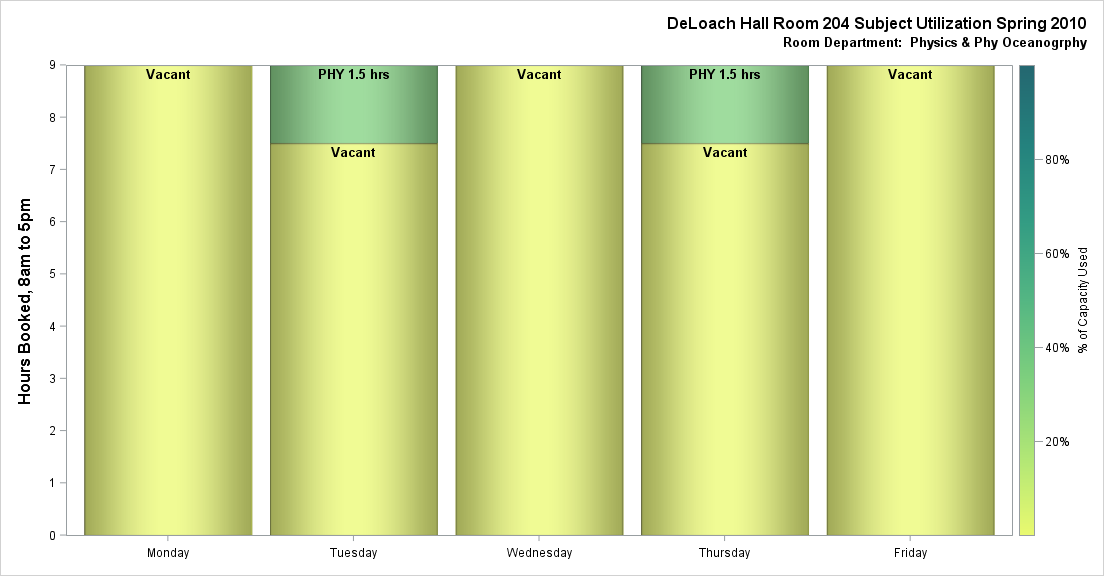 DeLoach Hall Room 204 Subject Utilization Spring 2010
Room Department:  Physics & Phy Oceanogrphy
Hours Booked, 8am to 5pm
9
8
7
6
5
4
3
2
1
0
Vacant
PHY 1.5 hrs
Vacant
Vacant
PHY 1.5 hrs
Vacant
Vacant
Monday
Tuesday
Wednesday
Thursday
Friday
80%
60%
40%
20%
% of Capacity Used